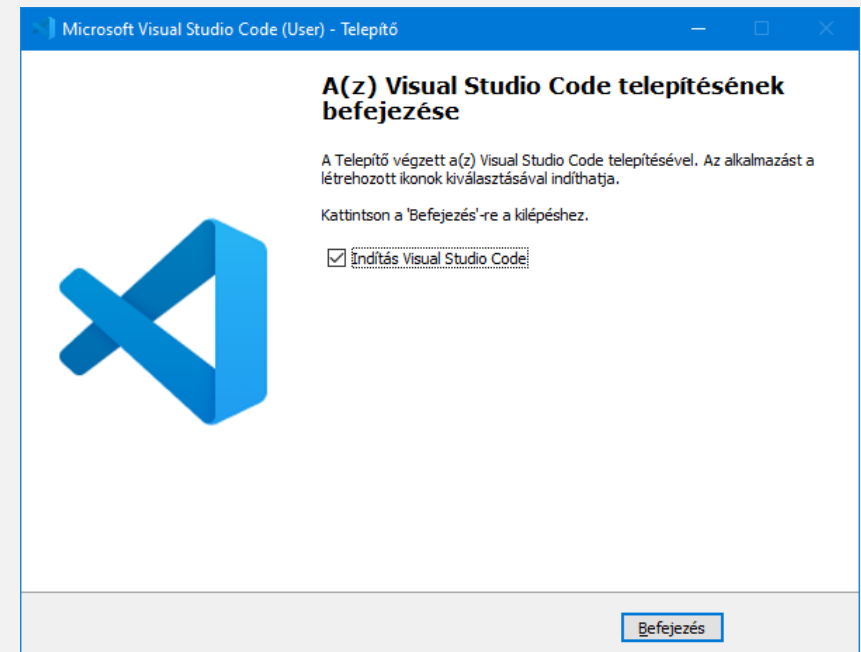 Microsoft Visual Studio Code (User) - Telepítő
A(z) Visual Studio Code telepítésének
befejezése
A Telepítő végzett a(z) Visual Studio Code telepítésével. Az alkalmazást a
létrehozott ikonok kiválasztásával indíthatja.
Kattintson a 'Befejezés'-re a kilépéshez.
Indítás Visual Studio Code
Befejezés